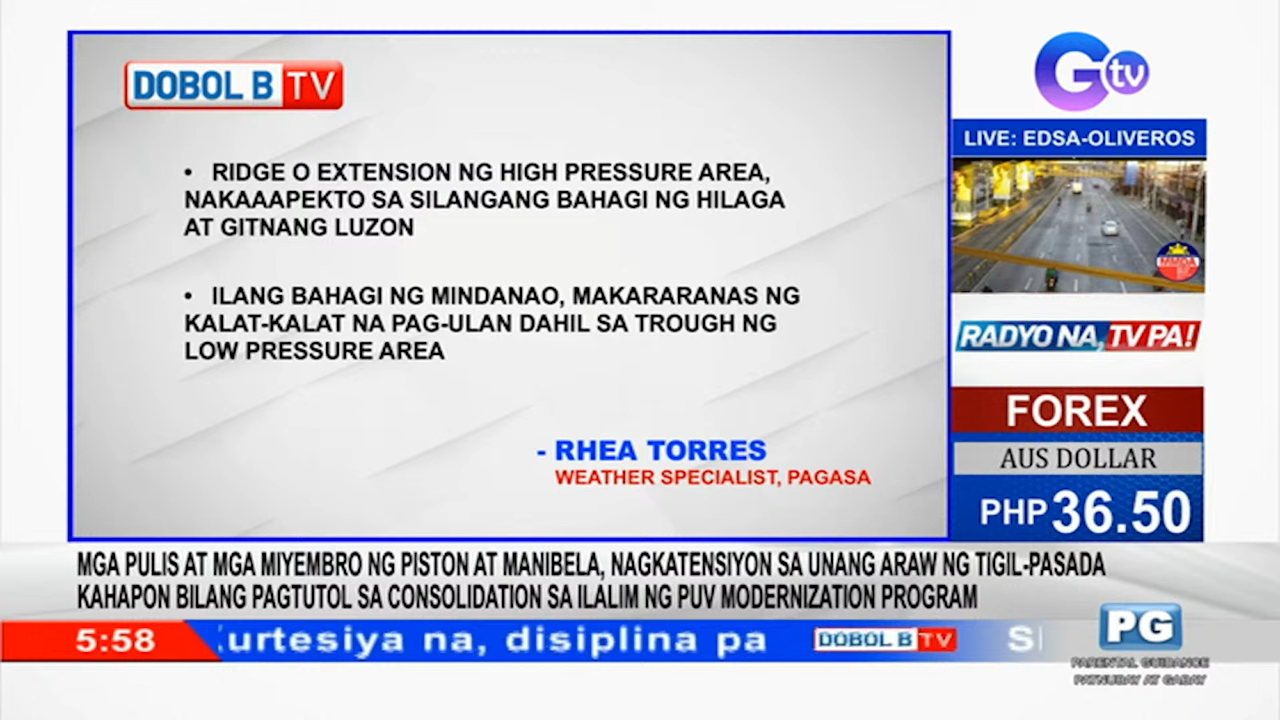 DOBOL B TV
• RIDGE O EXTENSION NG HIGH PRESSURE AREA,
NAKAAAPEKTO SA SILANGANG BAHAGI NG HILAGA
AT GITNANG LUZON
• ILANG BAHAGI NG MINDANAO, MAKARARANAS NG
KALAT-KALAT NA PAG-ULAN DAHIL SA TROUGH NG
LOW PRESSURE AREA
- RHEA TORRES
WEATHER SPECIALIST, PAGASA
Gtv
LIVE: EDSA-OLIVEROS
MMDA
RADYO NA, TV PA!
FOREX
AUS DOLLAR
PHP 36.50
MGA PULIS AT MGA MIYEMBRO NG PISTON AT MANIBELA, NAGKATENSIYON SA UNANG ARAW NG TIGIL-PASADA
KAHAPON BILANG PAGTUTOL SA CONSOLIDATION SA ILALIM NG PUV MODERNIZATION PROGRAM
5:58
urtesiya na, disiplina pa
DOBOL B TV
PG
PARENTAL GUIDANCE
PATNUBAY AT GABAY